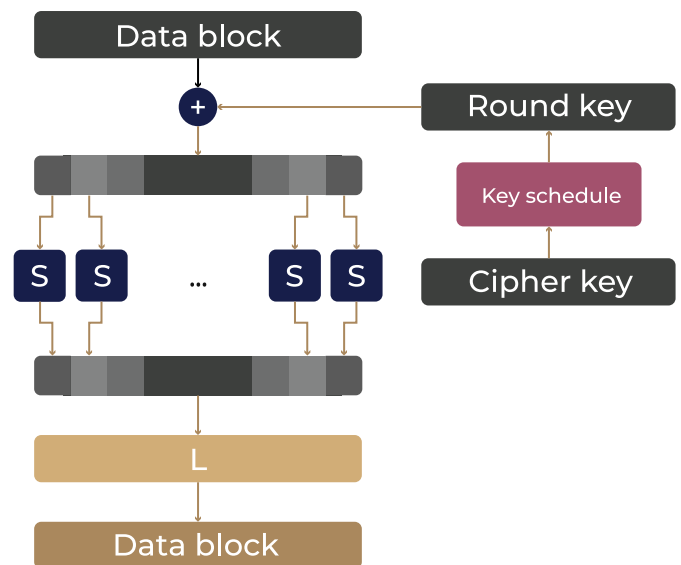 Data block
+
Round key
Key schedule
S S ... S S
Cipher key
L
Data block